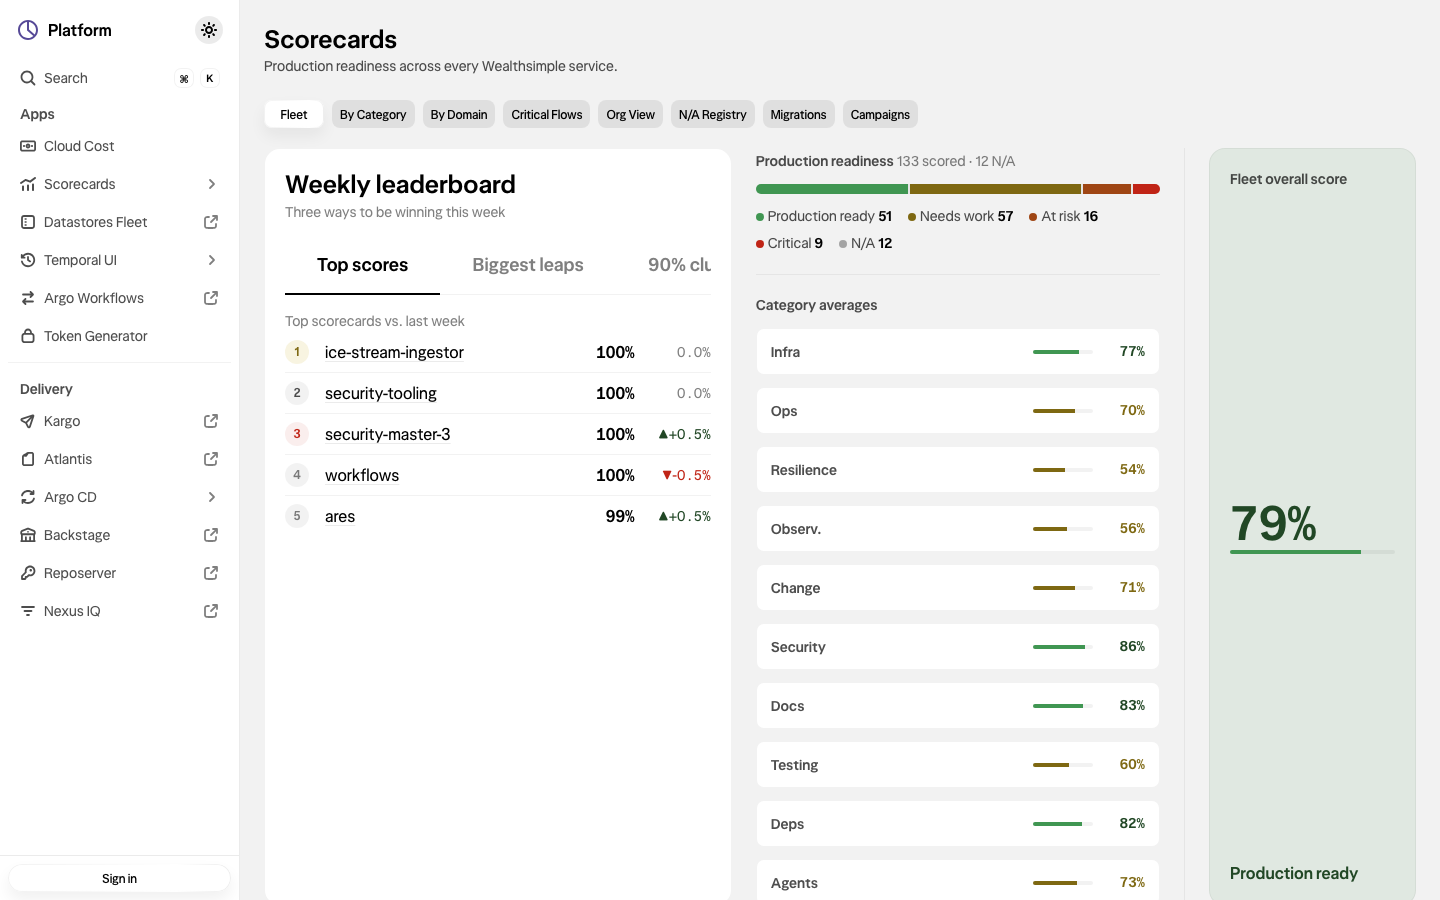 Platform
Search
⌘ K
Apps
Cloud Cost
Scorecards
Datastores Fleet
Temporal UI
Argo Workflows
Token Generator
Delivery
Kargo
Atlantis
Argo CD
Backstage
Reposerver
Nexus IQ
Sign in
Scorecards
Production readiness across every Wealthsimple service.
Fleet By Category By Domain Critical Flows Org View N/A Registry Migrations Campaigns
Weekly leaderboard
Three ways to be winning this week
Top scores Biggest leaps 90% clu
Top scorecards vs. last week
1 ice-stream-ingestor 100% 0.0%
2 security-tooling 100% 0.0%
3 security-master-3 100% ▲+0.5%
4 workflows 100% ▼-0.5%
5 ares 99% ▲+0.5%
Production readiness 133 scored · 12 N/A
Production ready 51 Needs work 57 At risk 16
Critical 9 N/A 12
Category averages
Infra 77%
Ops 70%
Resilience 54%
Observ. 56%
Change 71%
Security 86%
Docs 83%
Testing 60%
Deps 82%
Agents 73%
Fleet overall score
79%
Production ready